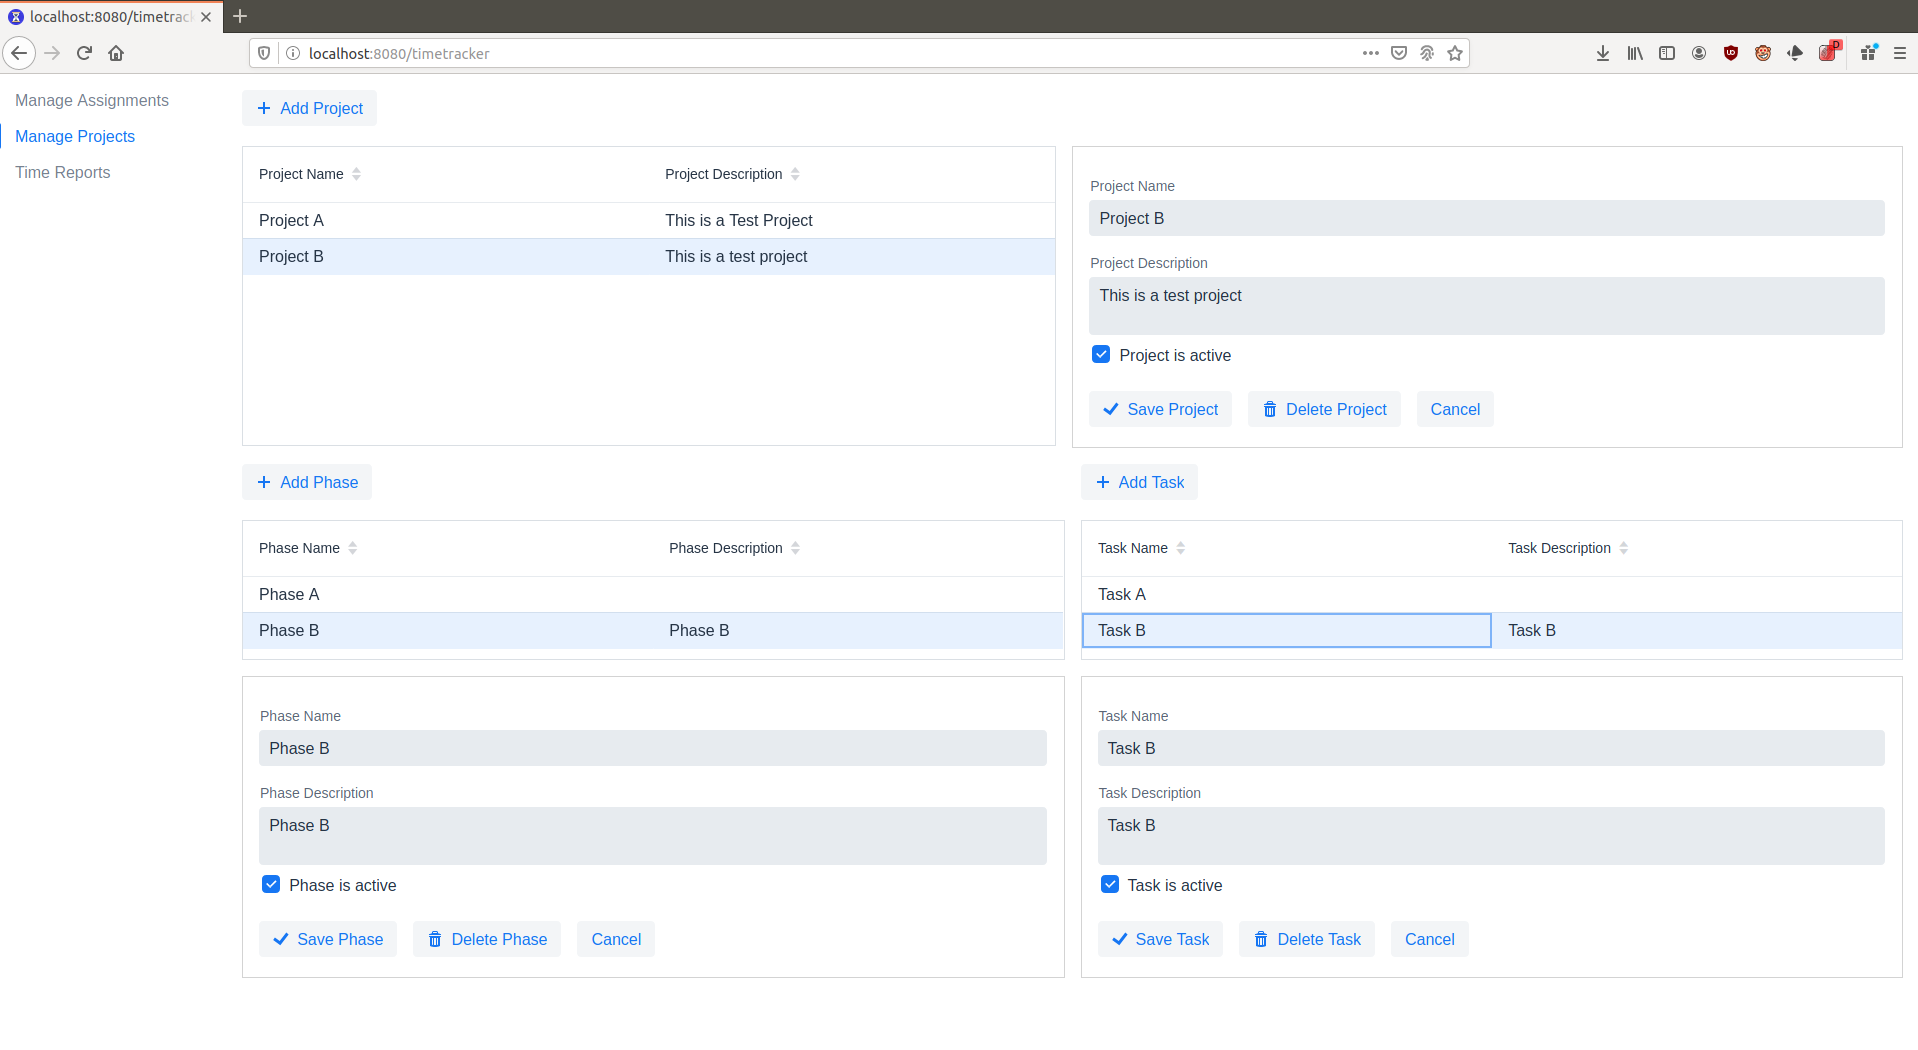 localhost:8080/timetrac
localhost:8080/timetracker
Manage Assignments
Manage Projects
Time Reports
Add Project
Project Name Project Description
Project A This is a Test Project
Project B This is a test project
Project Name
Project B
Project Description
This is a test project
Project is active
Save Project Delete Project Cancel
Add Phase
Phase Name Phase Description
Phase A
Phase B Phase B
Add Task
Task Name Task Description
Task A
Task B Task B
Phase Name
Phase B
Phase Description
Phase B
Phase is active
Save Phase Delete Phase Cancel
Task Name
Task B
Task Description
Task B
Task is active
Save Task Delete Task Cancel